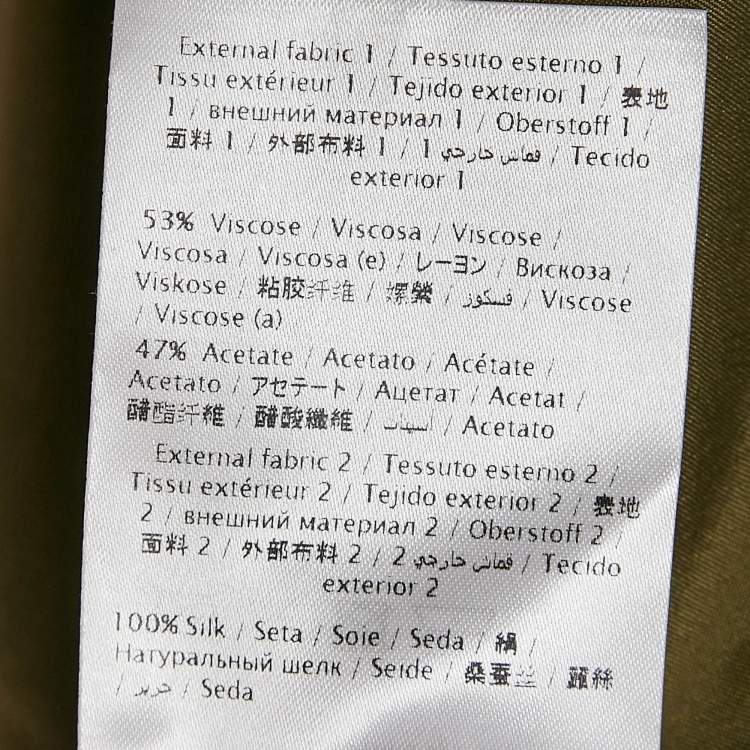 External fabric 1 / Tessuto esterno 1 /
Tissu extérieur 1 / Tejido exterior 1 / 表地
1 / внешний материал 1 / Oberstoff 1 /
面料 1 / 外部布料 1 / قماش خارجي 1 / Tecido
exterior 1
53% Viscose / Viscosa / Viscose /
Viscosa / Viscosa (e) / レーヨン / Вискоза /
Viskose / 粘胶纤维 / 嫘縈 / فسكوز / Viscose
/ Viscose (a)
47% Acetate / Acetato / Acétate /
Acetato / アセテート / Ацетат / Acetat /
醋酯纤维 / 醋酸纖維 / أسيتات / Acetato
External fabric 2 / Tessuto esterno 2 /
Tissu extérieur 2 / Tejido exterior 2 / 表地
2 / внешний материал 2 / Oberstoff 2 /
面料 2 / 外部布料 2 / قماش خارجي 2 / Tecido
exterior 2
100% Silk / Seta / Soie / Seda / 絹 /
Натуральный шелк / Seide / 桑蚕丝 / 蠶絲
/ حرير / Seda